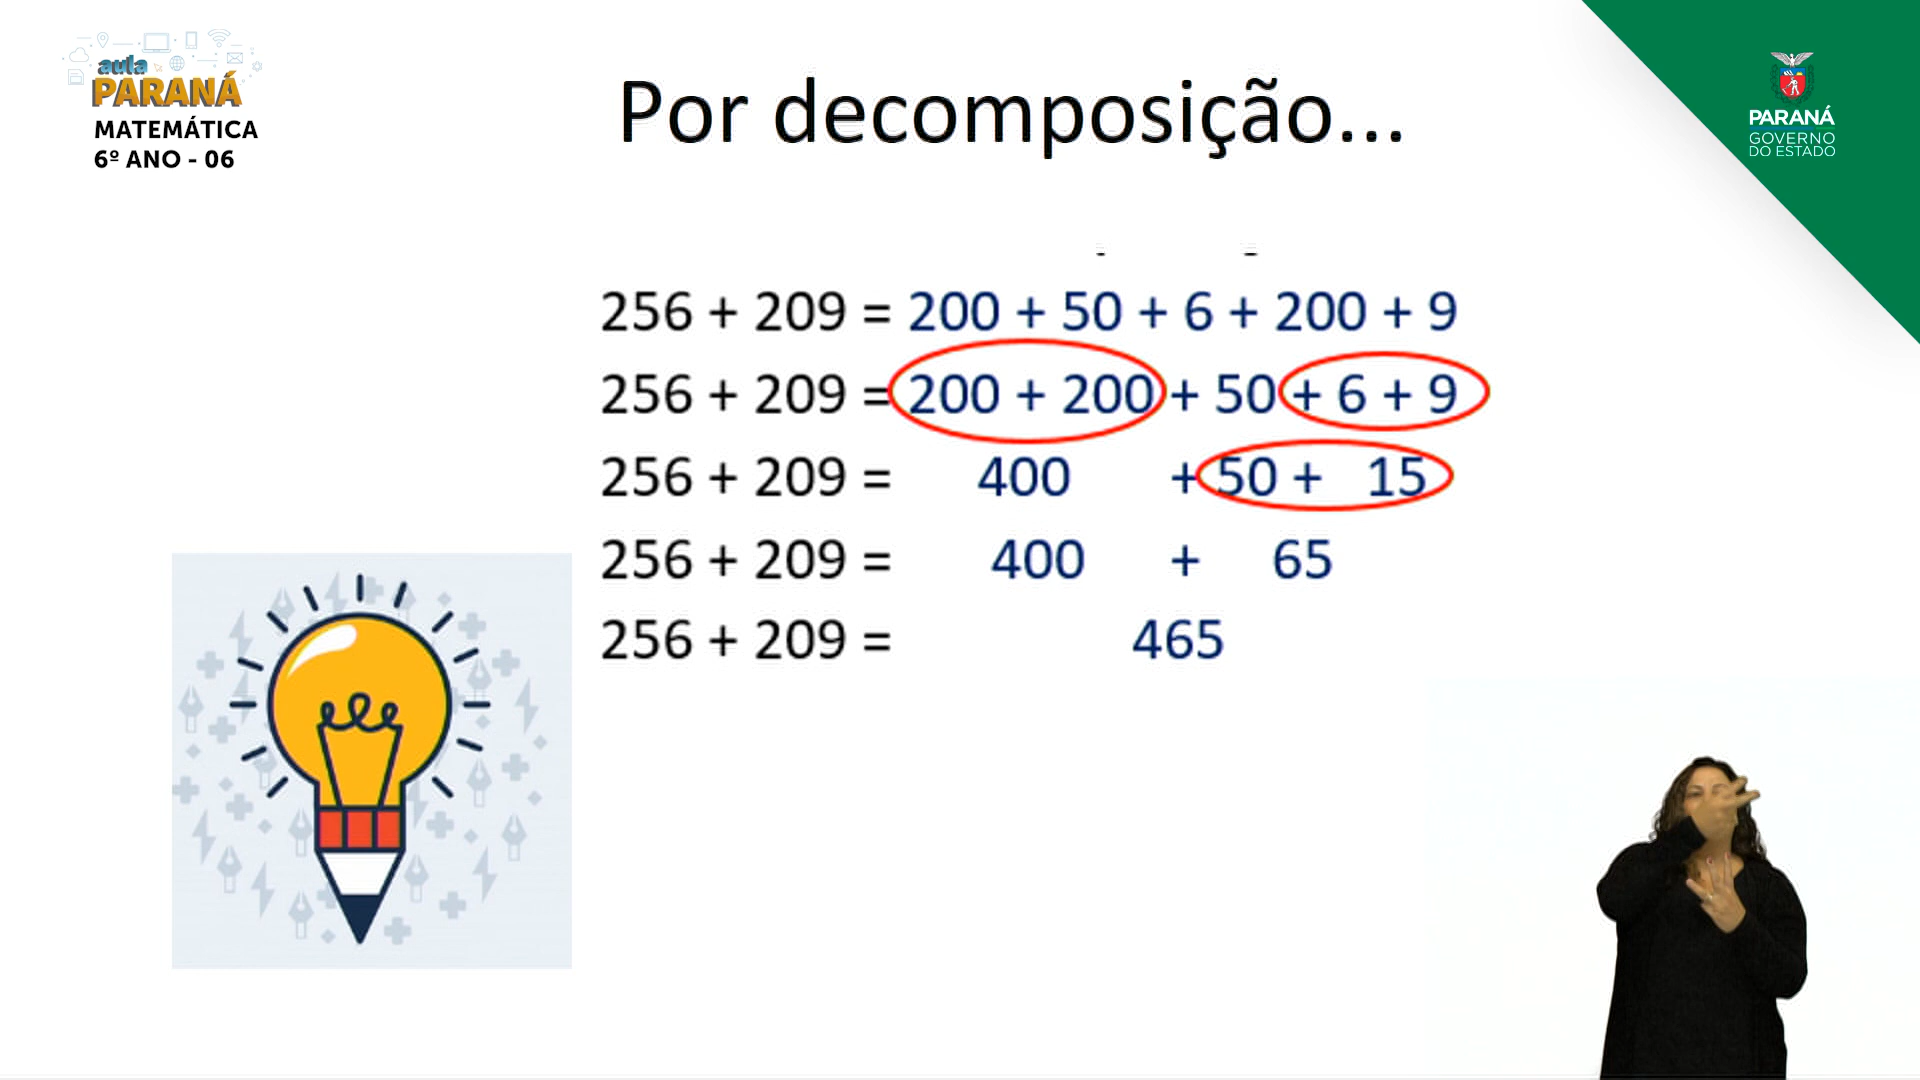 aula
PARANÁ
MATEMÁTICA
6º ANO - 06
Por decomposição...
PARANÁ
GOVERNO
DO ESTADO
256 + 209 = 200 + 50 + 6 + 200 + 9
256 + 209 = 200 + 200 + 50 + 6 + 9
256 + 209 = 400 + 50 + 15
256 + 209 = 400 + 65
256 + 209 = 465